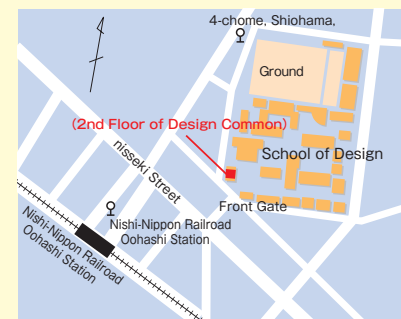 4-chome, Shiohama,
Ground
(2nd Floor of Design Common)
School of Design
nisseki Street
Front Gate
Nishi-Nippon Railroad
Oohashi Station
Nishi-Nippon Railroad
Oohashi Station